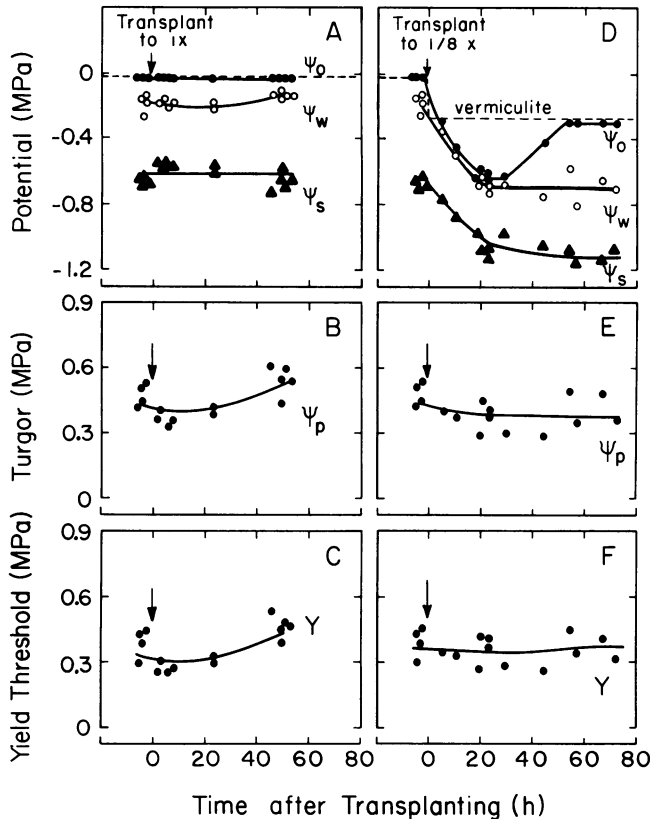 Transplant
to 1x
A
Ψo
Ψw
Ψs
Transplant
to 1/8 x
D
vermiculite
Ψo
Ψw
Ψs
Potential (MPa)
0
-0.4
-0.8
-1.2
B
Ψp
E
Ψp
Turgor (MPa)
0.9
0.6
0.3
0
C
Y
F
Y
Yield Threshold (MPa)
0.9
0.6
0.3
0
0 20 40 60 80
0 20 40 60 80
Time after Transplanting (h)